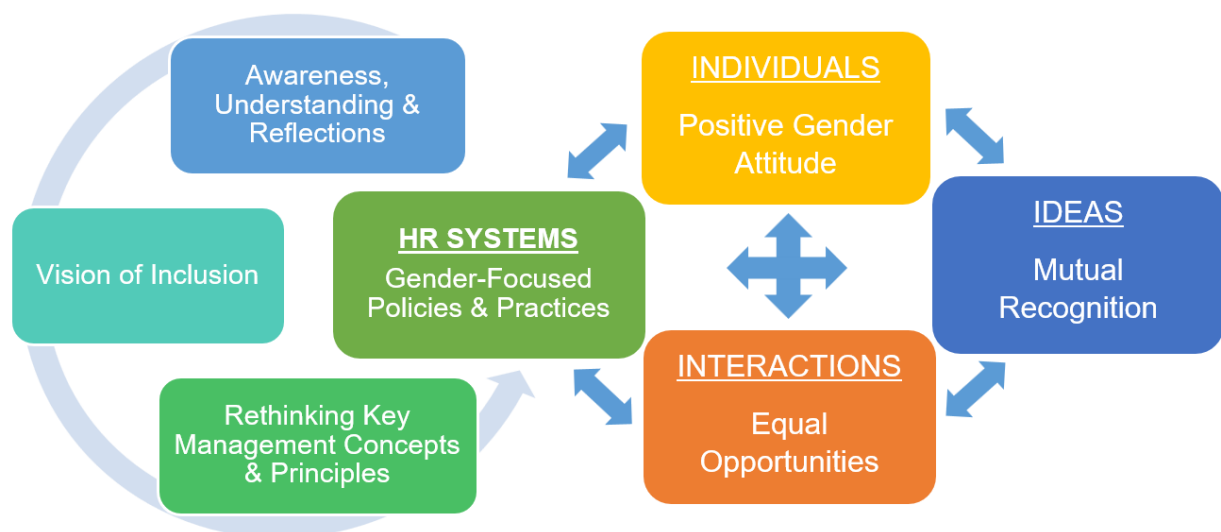 Awareness,
Understanding &
Reflections
Vision of Inclusion
Rethinking Key
Management Concepts
& Principles
HR SYSTEMS
Gender-Focused
Policies & Practices
INDIVIDUALS
Positive Gender
Attitude
IDEAS
Mutual
Recognition
INTERACTIONS
Equal
Opportunities